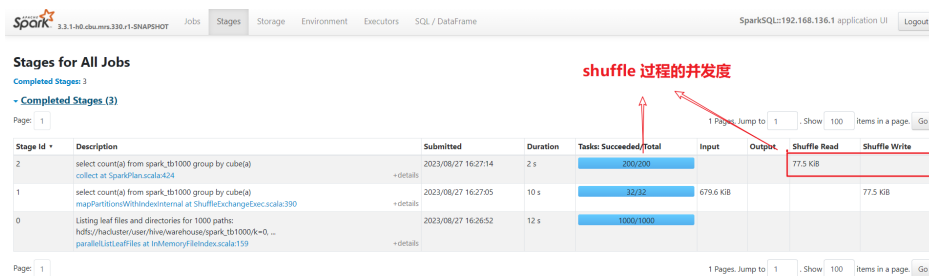 APACHE Spark 3.3.1-h0.cbu.mrs.330.r1-SNAPSHOT Jobs Stages Storage Environment Executors SQL / DataFrame SparkSQL::192.168.136.1 application UI Logout
Stages for All Jobs
shuffle 过程的并发度
Completed Stages: 3
Completed Stages (3)
Page: 1 1 Pages. Jump to 1 . Show 100 items in a page. Go
Stage Id Description Submitted Duration Tasks: Succeeded/Total Input Output Shuffle Read Shuffle Write
2 select count(a) from spark_tb1000 group by cube(a) 2023/08/27 16:27:14 2 s 200/200 77.5 KiB
collect at SparkPlan.scala:424 +details
1 select count(a) from spark_tb1000 group by cube(a) 2023/08/27 16:27:05 10 s 32/32 679.6 KiB 77.5 KiB
mapPartitionsWithIndexInternal at ShuffleExchangeExec.scala:390 +details
0 Listing leaf files and directories for 1000 paths: 2023/08/27 16:26:52 12 s 1000/1000
hdfs://hacluster/user/hive/warehouse/spark_tb1000/k=0, ...
parallelListLeafFiles at InMemoryFileIndex.scala:159 +details
Page: 1 1 Pages. Jump to 1 . Show 100 items in a page. Go